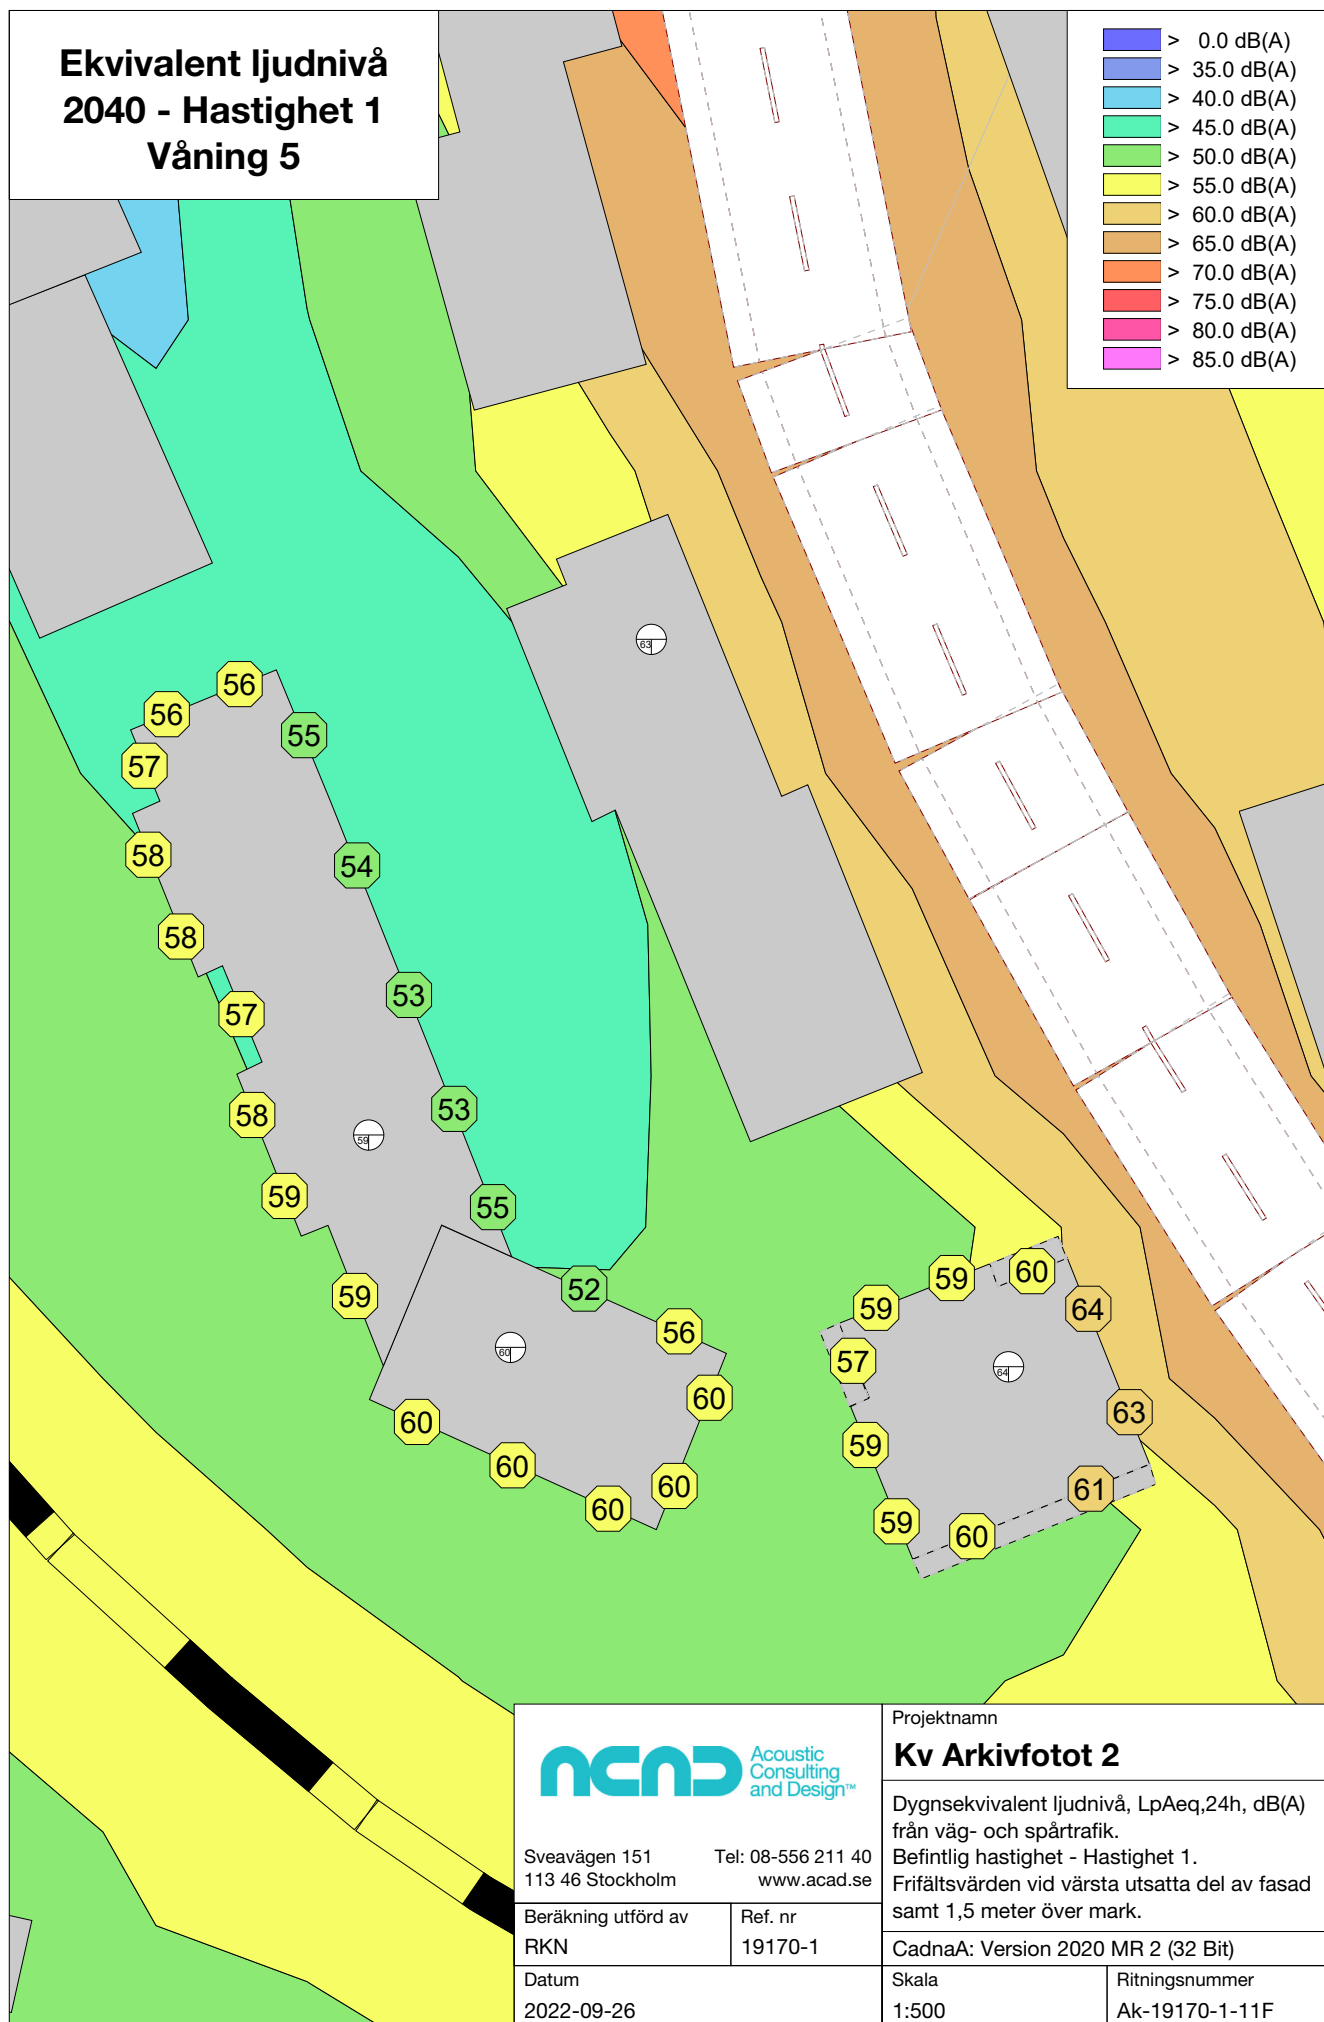 Ekvivalent ljudnivå
2040 - Hastighet 1
Våning 5
> 0.0 dB(A)
> 35.0 dB(A)
> 40.0 dB(A)
> 45.0 dB(A)
> 50.0 dB(A)
> 55.0 dB(A)
> 60.0 dB(A)
> 65.0 dB(A)
> 70.0 dB(A)
> 75.0 dB(A)
> 80.0 dB(A)
> 85.0 dB(A)
63
56
56
55
57
58
54
58
53
57
53
58
59
59
55
59
52
56
60
60
60
60
60
60
59
59
60
64
57
64
63
59
61
59
60
acad
Acoustic
Consulting
and Design™
Sveavägen 151
113 46 Stockholm
Tel: 08-556 211 40
www.acad.se
Beräkning utförd av
RKN
Ref. nr
19170-1
Datum
2022-09-26
Projektnamn
Kv Arkivfotot 2
Dygnsekvivalent ljudnivå, LpAeq,24h, dB(A)
från väg- och spårtrafik.
Befintlig hastighet - Hastighet 1.
Frifältsvärden vid värsta utsatta del av fasad
samt 1,5 meter över mark.
CadnaA: Version 2020 MR 2 (32 Bit)
Skala
1:500
Ritningsnummer
Ak-19170-1-11F